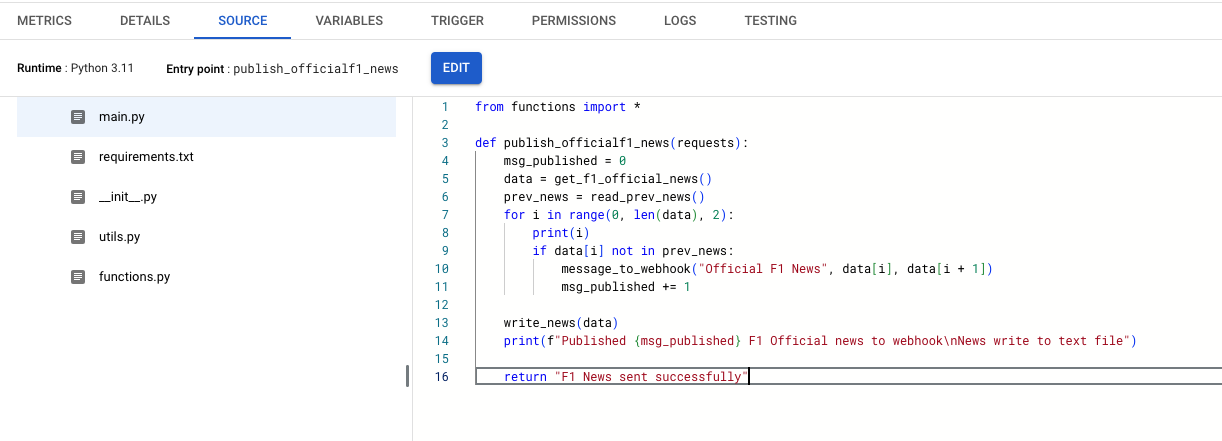 METRICS DETAILS SOURCE VARIABLES TRIGGER PERMISSIONS LOGS TESTING
Runtime : Python 3.11 Entry point : publish_officialf1_news EDIT
main.py
requirements.txt
__init__.py
utils.py
functions.py
1 from functions import *
2
3 def publish_officialf1_news(requests):
4     msg_published = 0
5     data = get_f1_official_news()
6     prev_news = read_prev_news()
7     for i in range(0, len(data), 2):
8         print(i)
9         if data[i] not in prev_news:
10             message_to_webhook("Official F1 News", data[i], data[i + 1])
11             msg_published += 1
12
13     write_news(data)
14     print(f"Published {msg_published} F1 Official news to webhook\nNews write to text file")
15
16     return "F1 News sent successfully"